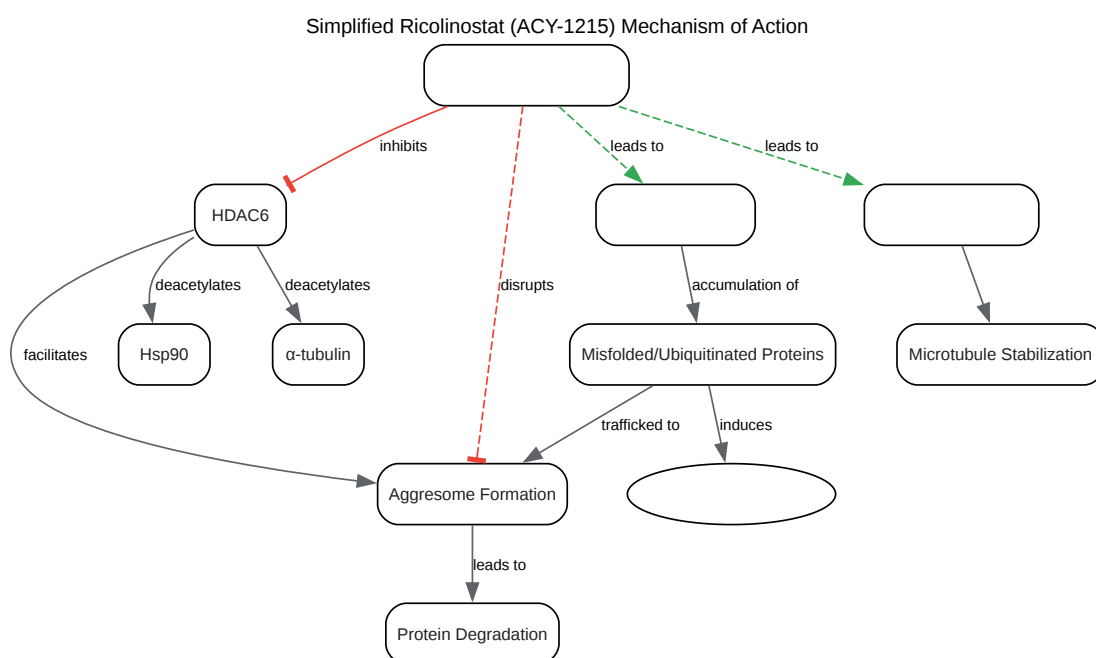 Simplified Ricolinostat (ACY-1215) Mechanism of Action
inhibits
leads to
leads to
HDAC6
deacetylates
deacetylates
disrupts
accumulation of
facilitates
Hsp90
α-tubulin
Misfolded/Ubiquitinated Proteins
Microtubule Stabilization
trafficked to
induces
Aggresome Formation
leads to
Protein Degradation